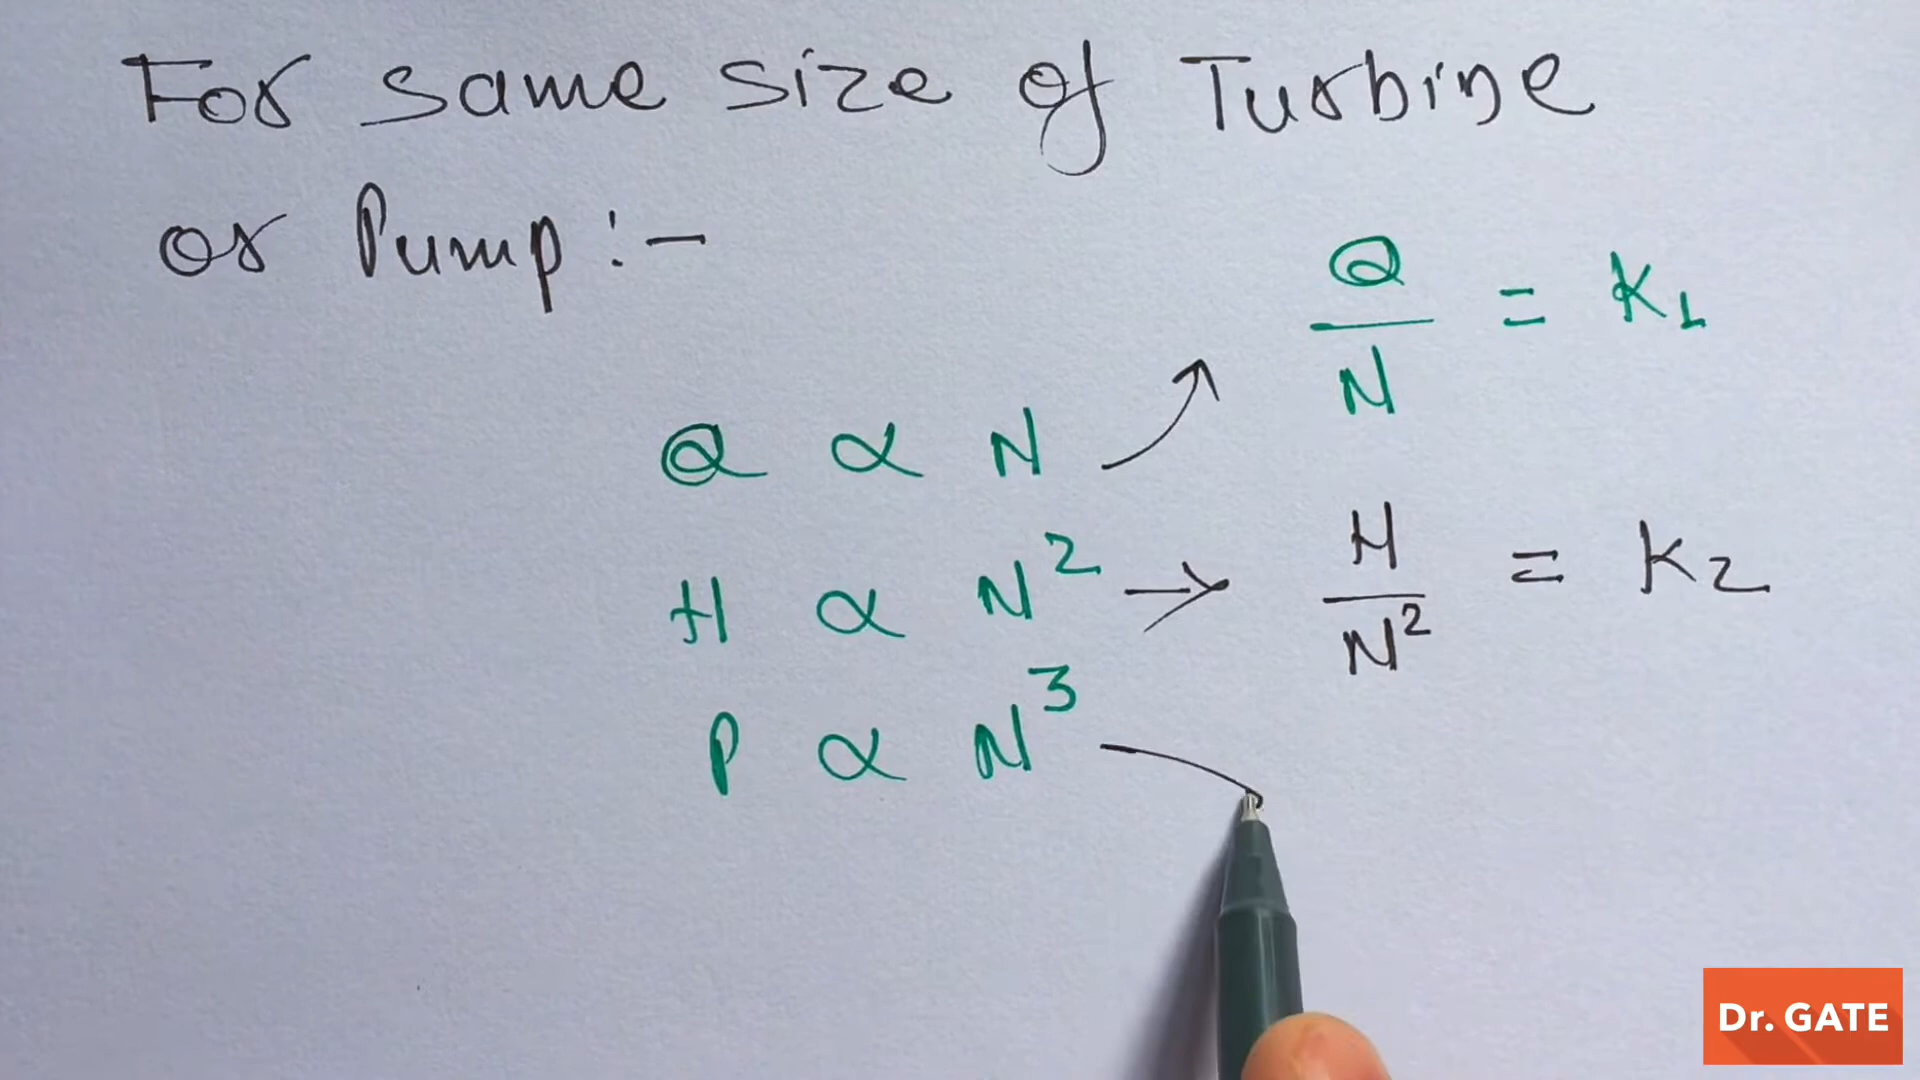 For same size of Turbine
or Pump :-
Q ∝ N
Q/N = K1
H ∝ N² → H/N² = K2
P ∝ N³
Dr. GATE